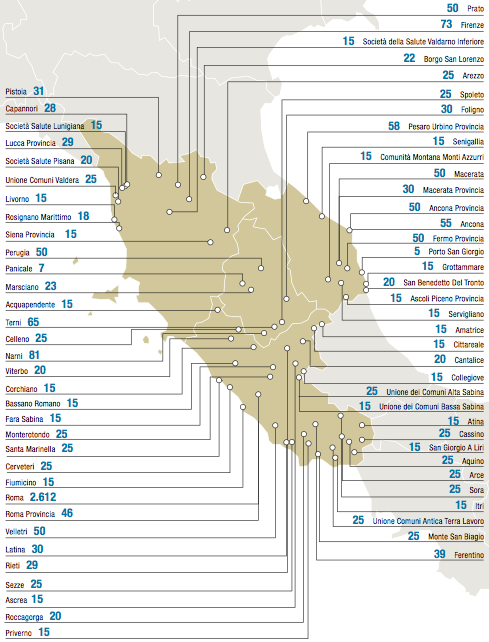 50 Prato
73 Firenze
15 Società della Salute Valdarno Inferiore
22 Borgo San Lorenzo
25 Arezzo
25 Spoleto
30 Foligno
58 Pesaro Urbino Provincia
15 Senigallia
15 Comunità Montana Monti Azzurri
50 Macerata
30 Macerata Provincia
50 Ancona Provincia
55 Ancona
50 Fermo Provincia
5 Porto San Giorgio
15 Grottammare
20 San Benedetto Del Tronto
15 Ascoli Piceno Provincia
15 Servigliano
15 Amatrice
15 Cittareale
20 Cantalice
15 Collegiove
25 Unione dei Comuni Alta Sabina
15 Unione dei Comuni Bassa Sabina
15 Atina
25 Cassino
15 San Giorgio A Liri
25 Aquino
25 Arce
25 Sora
15 Itri
25 Unione Comuni Antica Terra Lavoro
25 Monte San Biagio
39 Ferentino
Pistoia 31
Capannori 28
Società Salute Lunigiana 15
Lucca Provincia 29
Società Salute Pisana 20
Unione Comuni Valdera 25
Livorno 15
Rosignano Marittimo 18
Siena Provincia 15
Perugia 50
Panicale 7
Marsciano 23
Acquapendente 15
Terni 65
Celleno 25
Narni 81
Viterbo 20
Corchiano 15
Bassano Romano 15
Fara Sabina 15
Monterotondo 25
Santa Marinella 25
Cerveteri 25
Fiumicino 15
Roma 2.612
Roma Provincia 46
Velletri 50
Latina 30
Rieti 29
Sezze 25
Ascrea 15
Roccagorga 20
Priverno 15